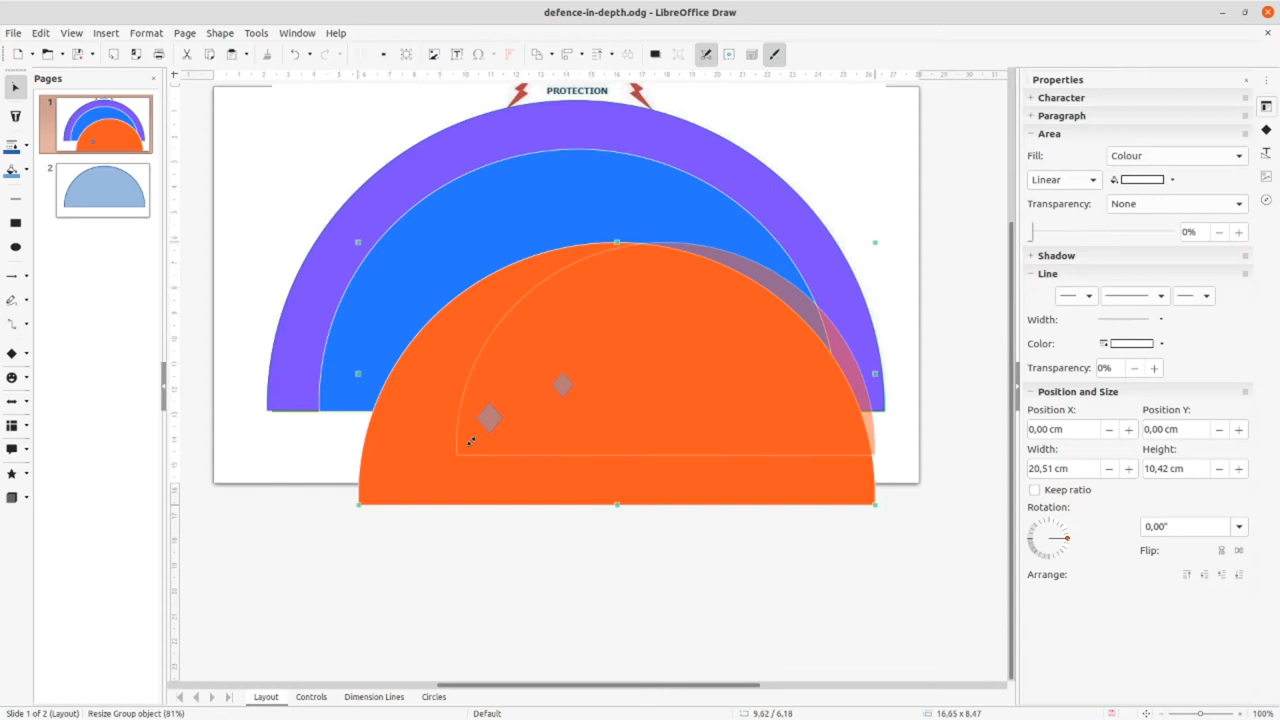 defence-in-depth.odg - LibreOffice Draw
File Edit View Insert Format Page Shape Tools Window Help
Pages
1
2
PROTECTION
Properties
Character
Paragraph
Area
Fill: Colour
Linear
Transparency: None
0%
Shadow
Line
Width:
Color:
Transparency: 0%
Position and Size
Position X: Position Y:
0,00 cm 0,00 cm
Width: Height:
20,51 cm 10,42 cm
Keep ratio
Rotation:
0,00° Flip:
Arrange:
Layout Controls Dimension Lines Circles
Slide 1 of 2 (Layout) Resize Group object (81%) Default 9,62 / 6,18 16,65 x 8,47 100%